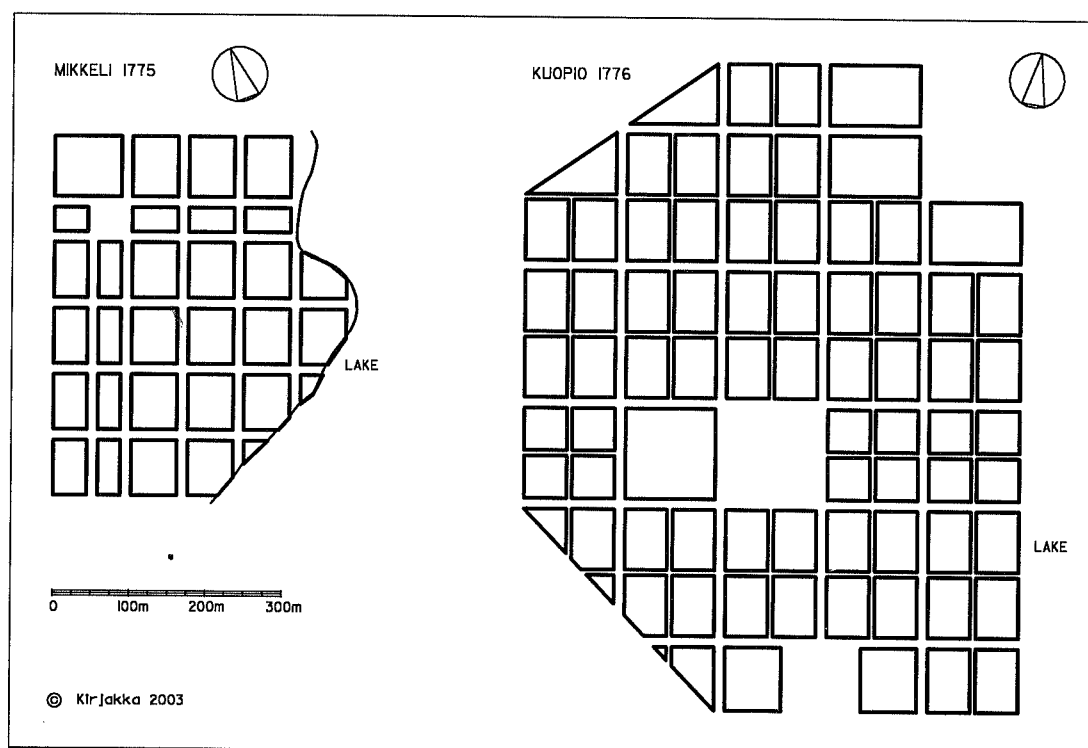 MIKKELI 1775
KUOPIO 1776
LAKE
LAKE
0 100m 200m 300m
© Kirjakka 2003